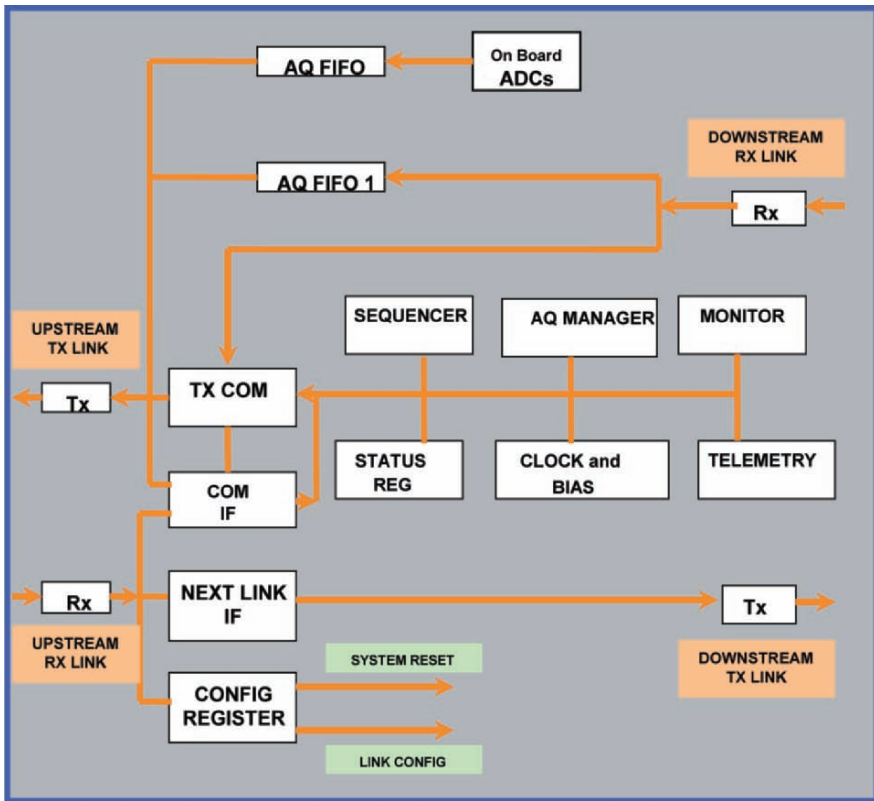 AQ FIFO
On Board
ADCs
DOWNSTREAM
RX LINK
AQ FIFO 1
Rx
SEQUENCER
AQ MANAGER
MONITOR
UPSTREAM
TX LINK
Tx
TX COM
STATUS
REG
CLOCK and
BIAS
TELEMETRY
COM
IF
Rx
NEXT LINK
IF
Tx
UPSTREAM
RX LINK
SYSTEM RESET
DOWNSTREAM
TX LINK
CONFIG
REGISTER
LINK CONFIG